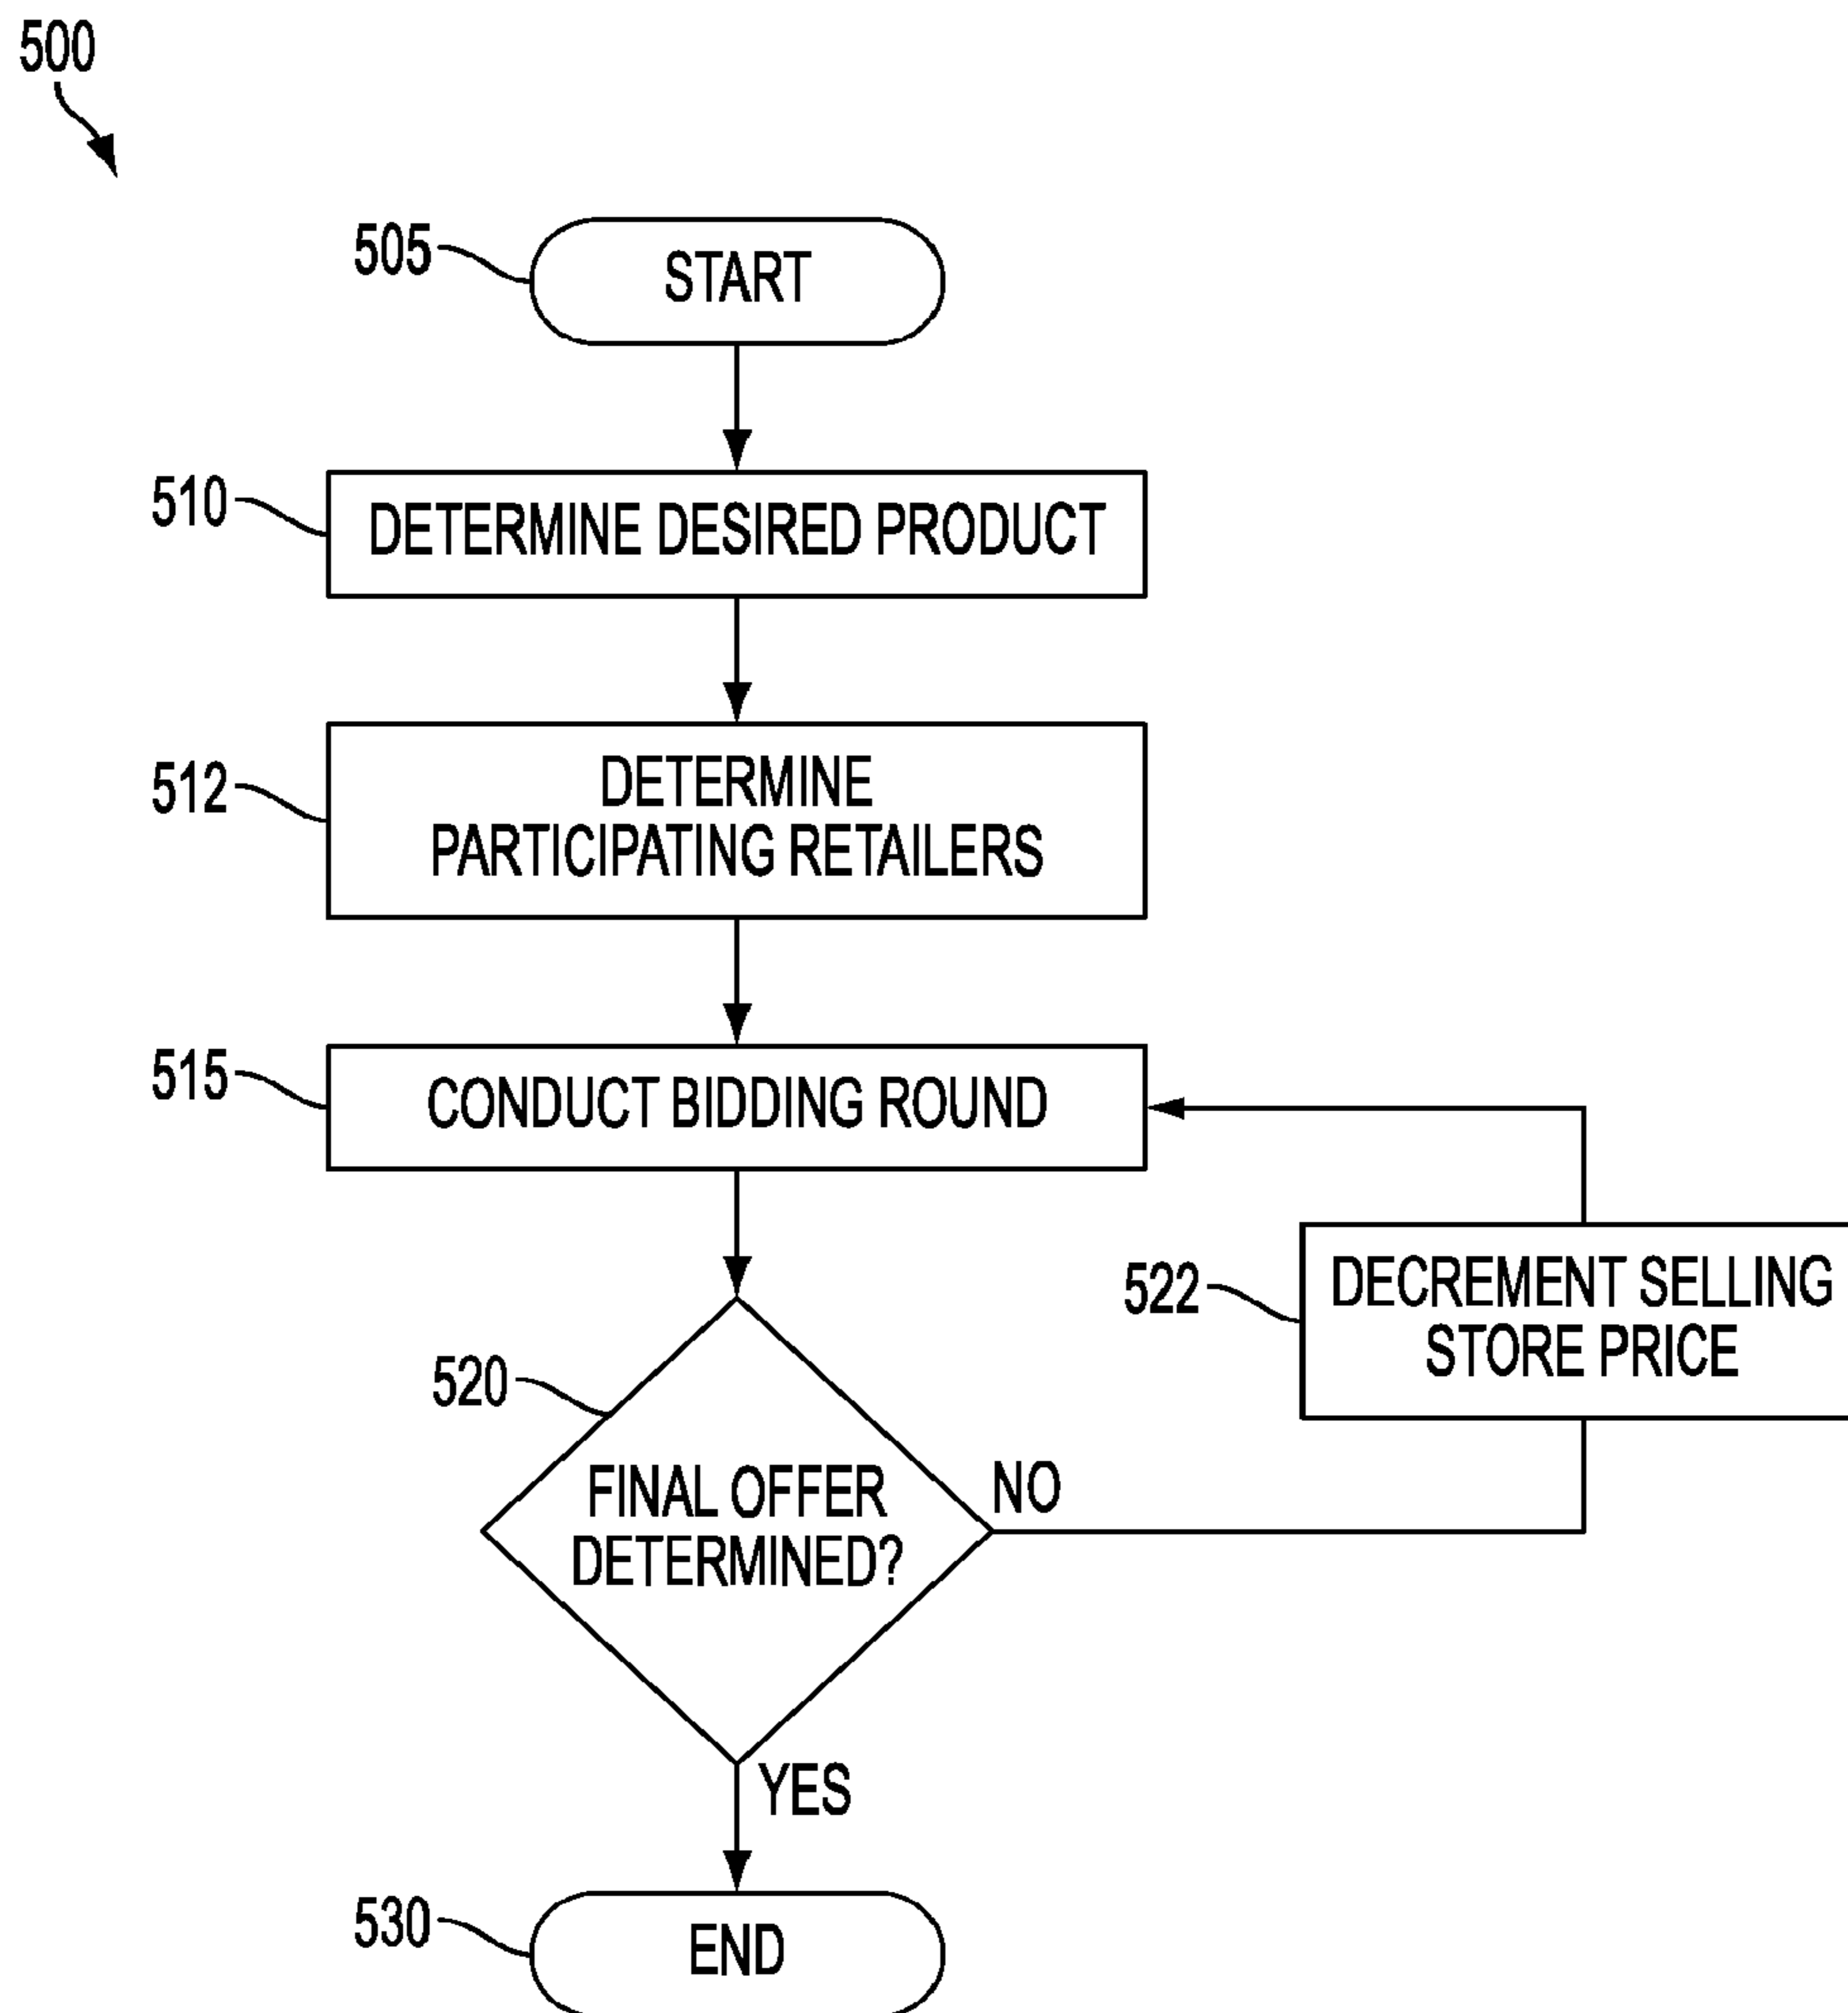 500
505
START
510
DETERMINE DESIRED PRODUCT
512
DETERMINE
PARTICIPATING RETAILERS
515
CONDUCT BIDDING ROUND
522
DECREMENT SELLING
STORE PRICE
520
FINAL OFFER
DETERMINED?
NO
YES
530
END